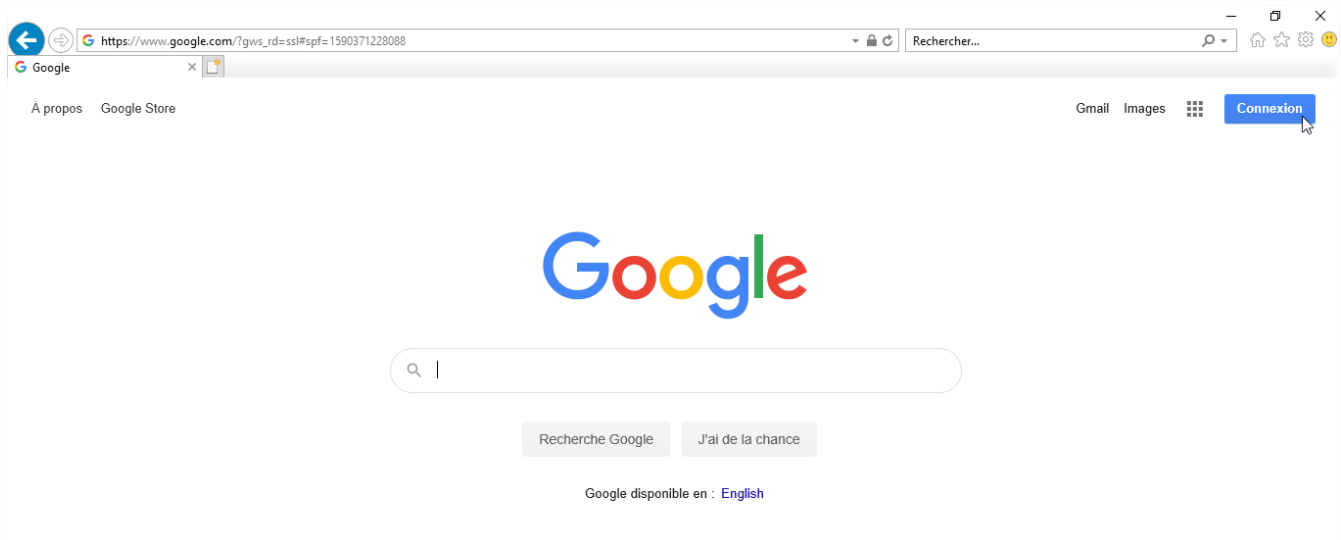 https://www.google.com/?gws_rd=ssl#spf=1590371228088
Rechercher...
Google
À propos Google Store
Gmail Images Connexion
Google
Recherche Google J'ai de la chance
Google disponible en : English